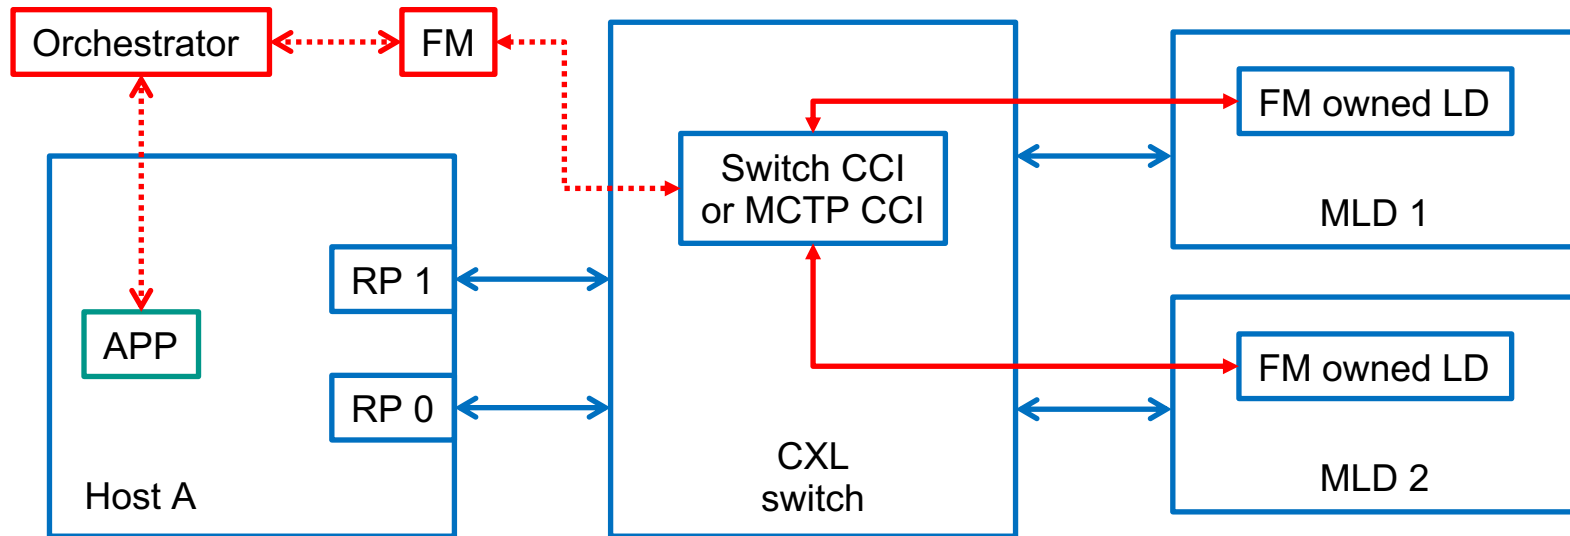 Orchestrator
FM
FM owned LD
Switch CCI
or MCTP CCI
MLD 1
RP 1
APP
FM owned LD
RP 0
CXL
switch
MLD 2
Host A